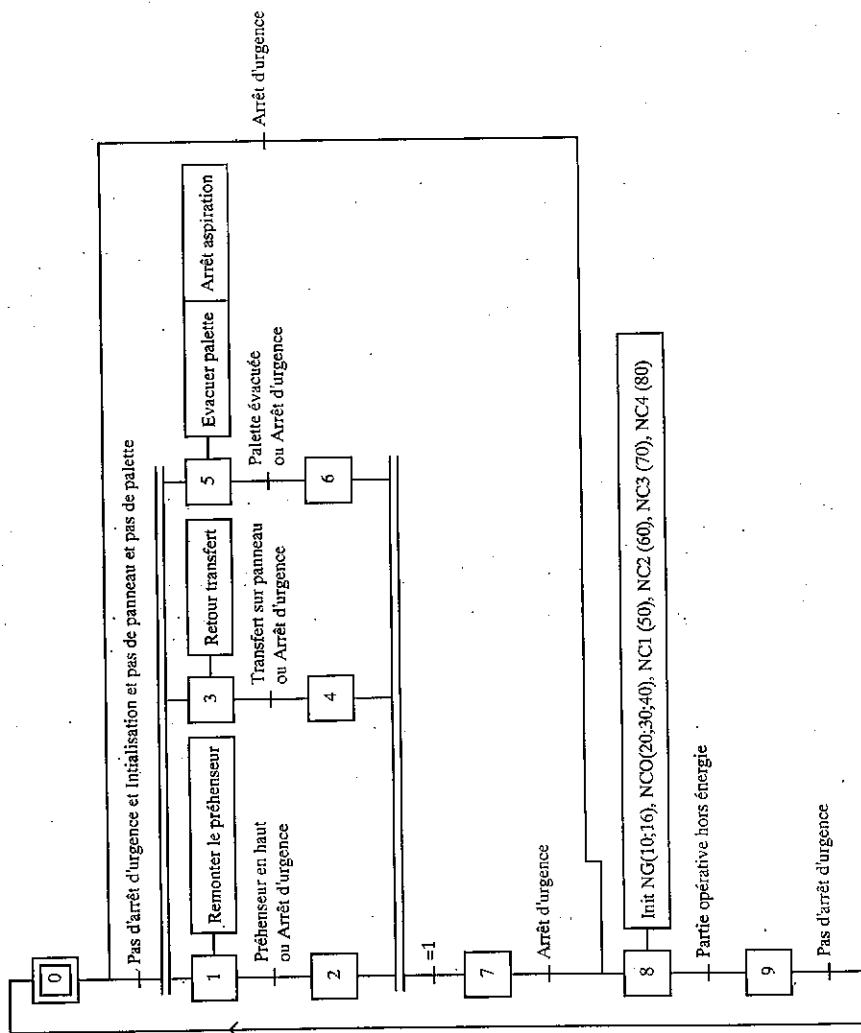 0
Pas d'arrêt d'urgence et Intialisation et pas de panneau et pas de palette
Arrêt d'urgence
1
Remonter le préhenseur
3
Retour transfert
5
Evacuer palette
Arrêt aspiration
Préhenseur en haut
ou Arrêt d'urgence
Transfert sur panneau
ou Arrêt d'urgence
Palette évacuée
ou Arrêt d'urgence
2
4
6
=1
7
Arrêt d'urgence
8
Init NG(10;16), NCO(20;30;40), NC1 (50), NC2 (60), NC3 (70), NC4 (80)
Partie opérative hors énergie
9
Pas d'arrêt d'urgence